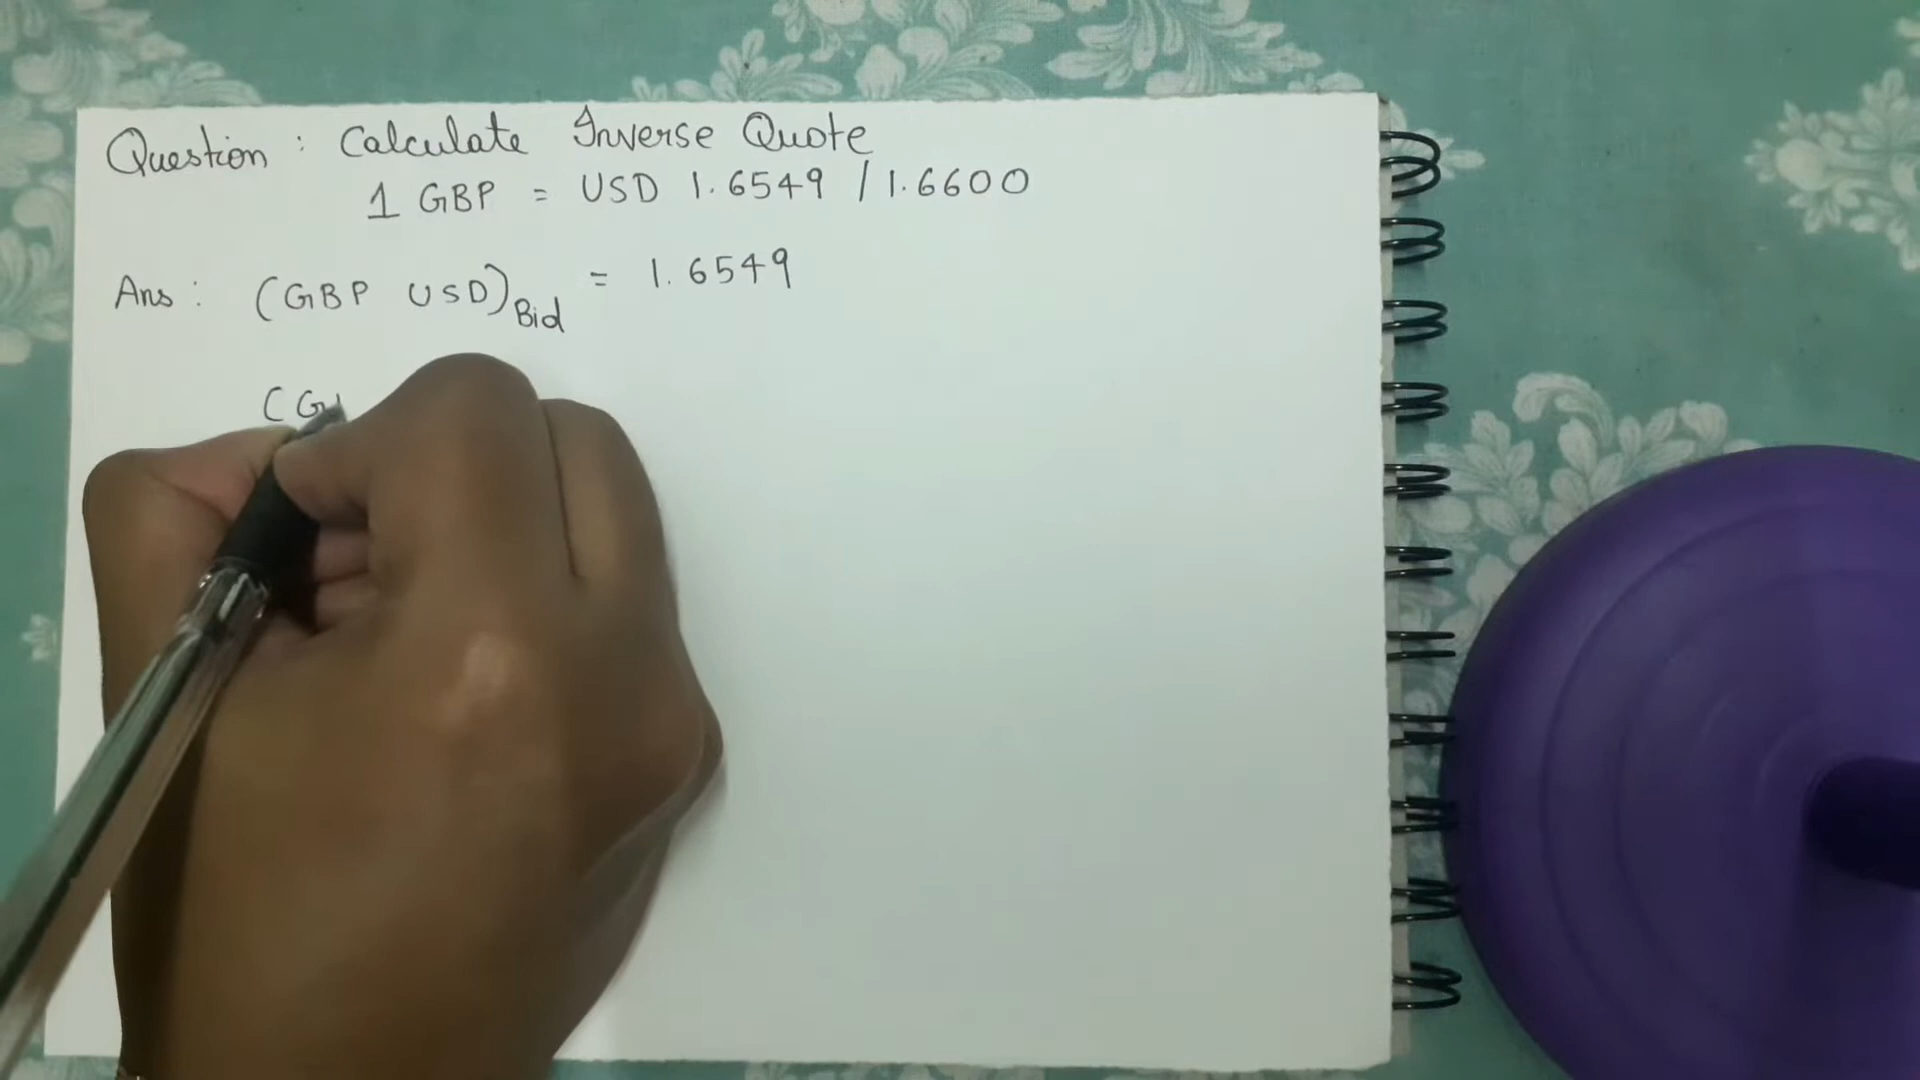 Question : Calculate Inverse Quote
1 GBP = USD 1.6549 / 1.6600
Ans : (GBP USD)Bid = 1.6549
(G